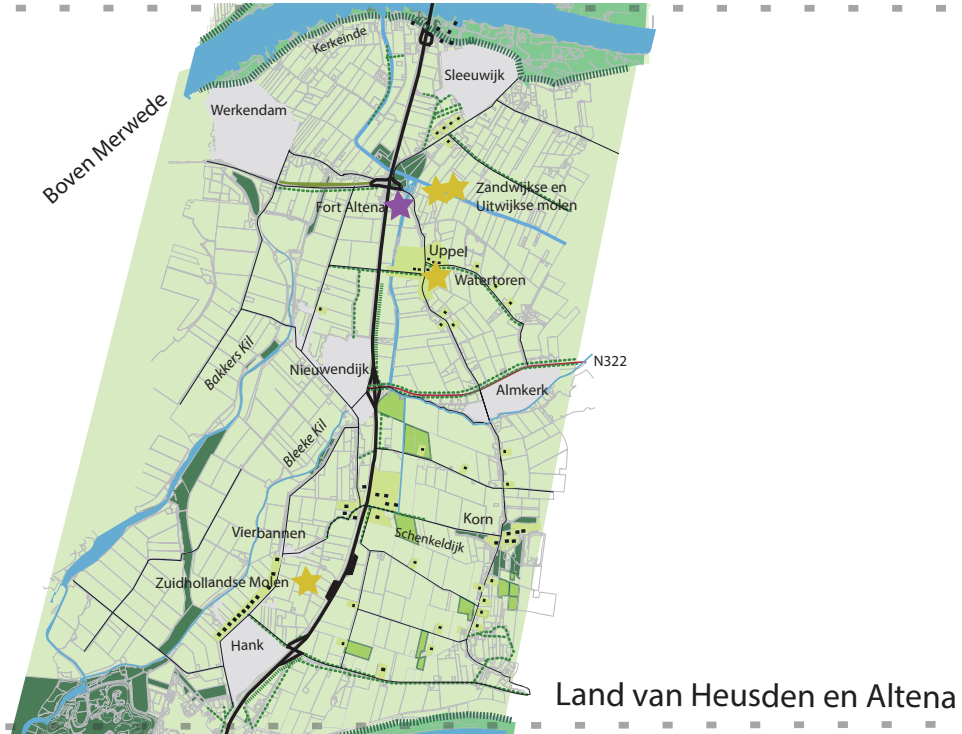 Kerkeinde
Sleeuwijk
Werkendam
Boven Merwede
Zandwijkse en
Uitwijkse molen
Fort Altena
Uppel
Watertoren
Bakkers Kil
N322
Nieuwendijk
Almkerk
Bleeke Kil
Korn
Vierbannen
Schenkeldijk
Zuidhollandse Molen
Hank
Land van Heusden en Altena